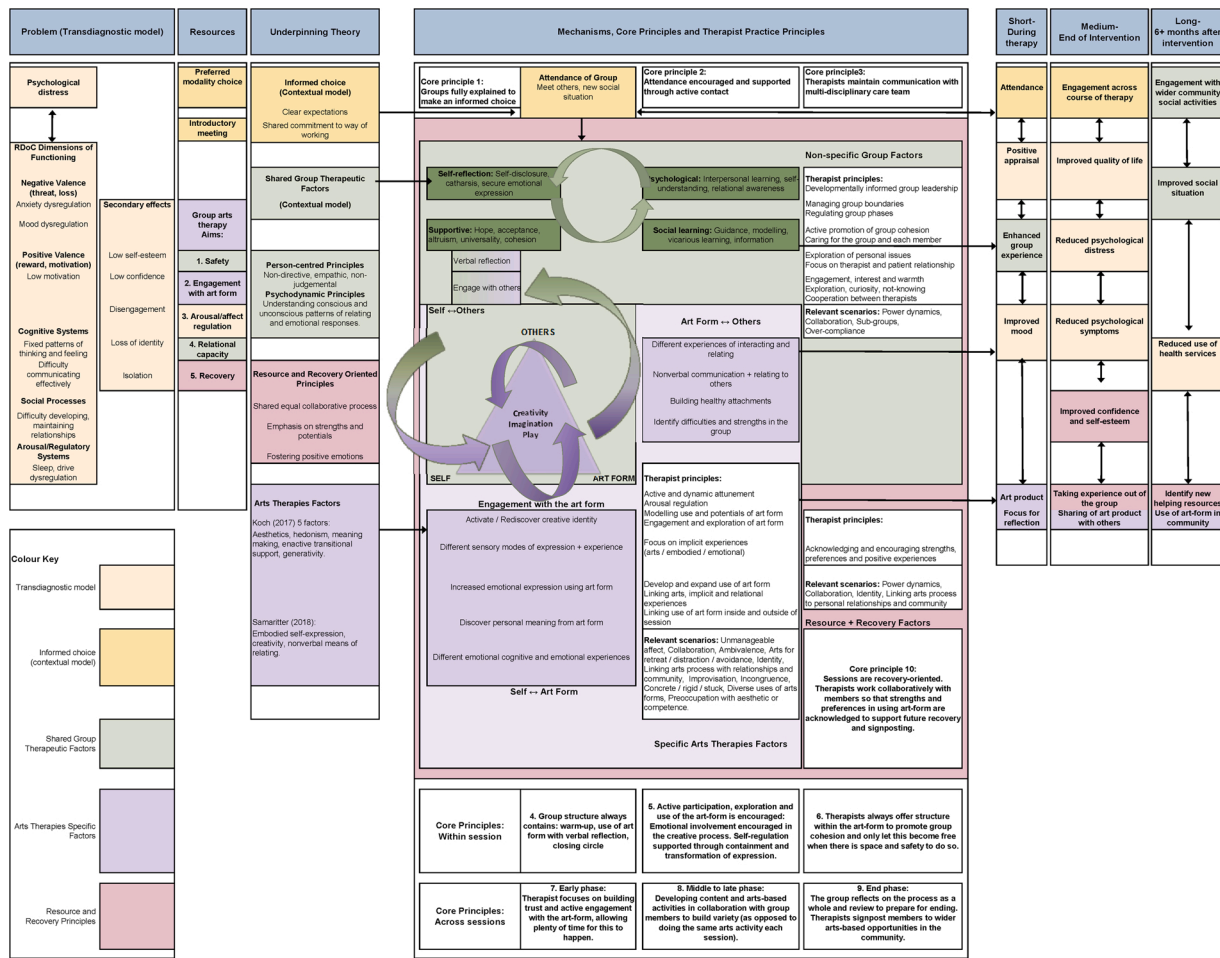 Problem (Transdiagnostic model)
Resources
Underpinning Theory
Mechanisms, Core Principles and Therapist Practice Principles
Short-
During
therapy
Medium-
End of Intervention
Long-
6+ months after
intervention
Psychological
distress
RDoC Dimensions of
Functioning
Negative Valence
(threat, loss)
Anxiety dysregulation
Mood dysregulation
Positive Valence
(reward, motivation)
Low motivation
Cognitive Systems
Fixed patterns of
thinking and feeling
Difficulty
communicating
effectively
Social Processes
Difficulty developing,
maintaining
relationships
Arousal/Regulatory
Systems
Sleep, drive
dysregulation
Secondary effects
Low self-esteem
Low confidence
Disengagement
Loss of identity
Isolation
Preferred
modality choice
Introductory
meeting
Group arts
therapy
Aims:
1. Safety
2. Engagement
with art form
3. Arousal/affect
regulation
4. Relational
capacity
5. Recovery
Informed choice
(Contextual model)
Clear expectations
Shared commitment to way of
working
Shared Group Therapeutic
Factors
(Contextual model)
Person-centred Principles
Non-directive, empathic, non-
judgemental
Psychodynamic Principles
Understanding conscious and
unconscious patterns of relating
and emotional responses.
Resource and Recovery Oriented
Principles
Shared equal collaborative process
Emphasis on strengths and
potentials
Fostering positive emotions
Arts Therapies Factors
Koch (2017) 5 factors:
Aesthetics, hedonism, meaning
making, enactive transitional
support, generativity.
Samaritter (2018):
Embodied self-expression,
creativity, nonverbal means of
relating.
Core principle 1:
Groups fully explained to
make an informed choice
Attendance of Group
Meet others, new social
situation
Core principle 2:
Attendance encouraged and supported
through active contact
Core principle3:
Therapists maintain communication with
multi-disciplinary care team
Non-specific Group Factors
Self-reflection: Self-disclosure,
catharsis, secure emotional
expression
Psychological: Interpersonal learning, self-
understanding, relational awareness
Supportive: Hope, acceptance,
altruism, universality, cohesion
Social learning: Guidance, modelling,
vicarious learning, information
Verbal reflection
Engage with others
Self ↔Others
OTHERS
Creativity
Imagination
Play
SELF
ART FORM
Art Form ↔ Others
Different experiences of interacting and
relating
Nonverbal communication + relating to
others
Building healthy attachments
Identify difficulties and strengths in
the group
Therapist principles:
Developmentally informed group leadership
Managing group boundaries
Regulating group phases
Active promotion of group cohesion
Caring for the group and each member
Exploration of personal issues
Focus on therapist and patient relationship
Engagement, interest and warmth
Exploration, curiosity, not-knowing
Cooperation between therapists
Relevant scenarios: Power dynamics,
Collaboration, Sub-groups,
Over-compliance
Engagement with the art form
Activate / Rediscover creative identity
Different sensory modes of expression + experience
Increased emotional expression using art form
Discover personal meaning from art form
Different emotional cognitive and emotional experiences
Self ↔ Art Form
Therapist principles:
Active and dynamic attunement
Arousal regulation
Modelling use and potentials of art form
Engagement and exploration of art form
Focus on implicit experiences
(arts / embodied / emotional)
Develop and expand use of art form
Linking arts, implicit and relational
experiences
Linking use of art form inside and outside of
session
Relevant scenarios: Unmanageable
affect, Collaboration, Ambivalence, Arts for
retreat / distraction / avoidance, Identity,
Linking arts process with relationships and
community, Improvisation, Incongruence,
Concrete / rigid / stuck, Diverse uses of arts
forms, Preoccupation with aesthetic or
competence.
Specific Arts Therapies Factors
Therapist principles:
Acknowledging and encouraging strengths,
preferences and positive experiences
Relevant scenarios: Power dynamics,
Collaboration, Identity, Linking arts process
to personal relationships and community
Resource + Recovery Factors
Core principle 10:
Sessions are recovery-oriented.
Therapists work collaboratively with
members so that strengths and
preferences in using art-form are
acknowledged to support future recovery
and signposting.
Core Principles:
Within session
4. Group structure always
contains: warm-up, use of art
form with verbal reflection,
closing circle
5. Active participation, exploration and
use of the art-form is encouraged:
Emotional involvement encouraged in
the creative process. Self-regulation
supported through containment and
transformation of expression.
6. Therapists always offer structure
within the art-form to promote group
cohesion and only let this become free
when there is space and safety to do so.
Core Principles:
Across sessions
7. Early phase:
Therapist focuses on building
trust and active engagement
with the art-form, allowing
plenty of time for this to
happen.
8. Middle to late phase:
Developing content and arts-based
activities in collaboration with group
members to build variety (as opposed to
doing the same arts activity each
session).
9. End phase:
The group reflects on the process as a
whole and review to prepare for ending.
Therapists signpost members to wider
arts-based opportunities in the
community.
Attendance
Positive
appraisal
Enhanced
group
experience
Improved
mood
Art product
Focus for
reflection
Engagement across
course of therapy
Improved quality of life
Reduced psychological
distress
Reduced psychological
symptoms
Improved confidence
and self-esteem
Taking experience out of
the group
Sharing of art product
with others
Engagement with
wider community
social activities
Improved social
situation
Reduced use of
health services
Identify new
helping resources
Use of art-form in
community
Colour Key
Transdiagnostic model
Informed choice
(contextual model)
Shared Group
Therapeutic Factors
Arts Therapies Specific
Factors
Resource and
Recovery Principles